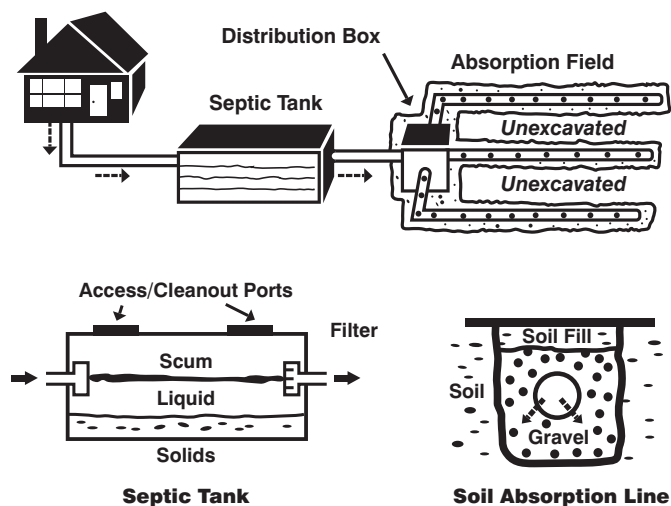 Distribution Box
Absorption Field
Septic Tank
Unexcavated
Unexcavated
Access/Cleanout Ports
Filter
Scum
Liquid
Solids
Septic Tank
Soil Fill
Soil
Gravel
Soil Absorption Line